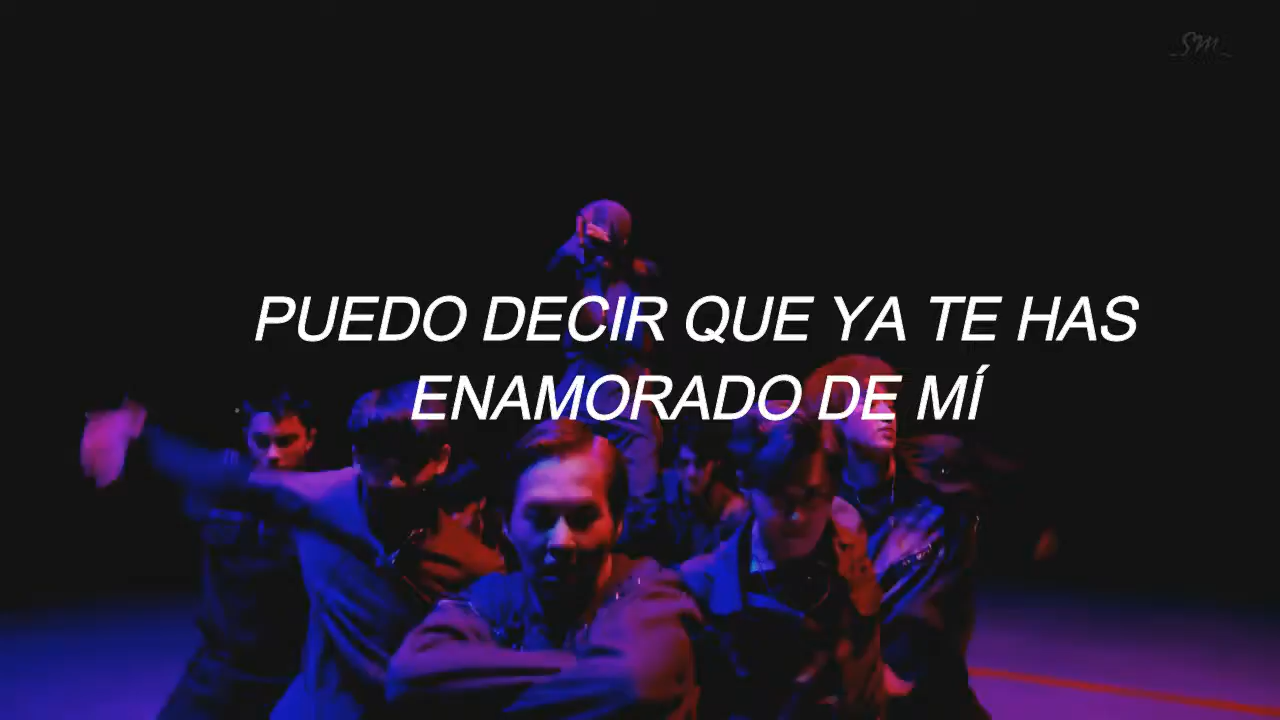 SM
PUEDO DECIR QUE YA TE HAS
ENAMORADO DE MÍ